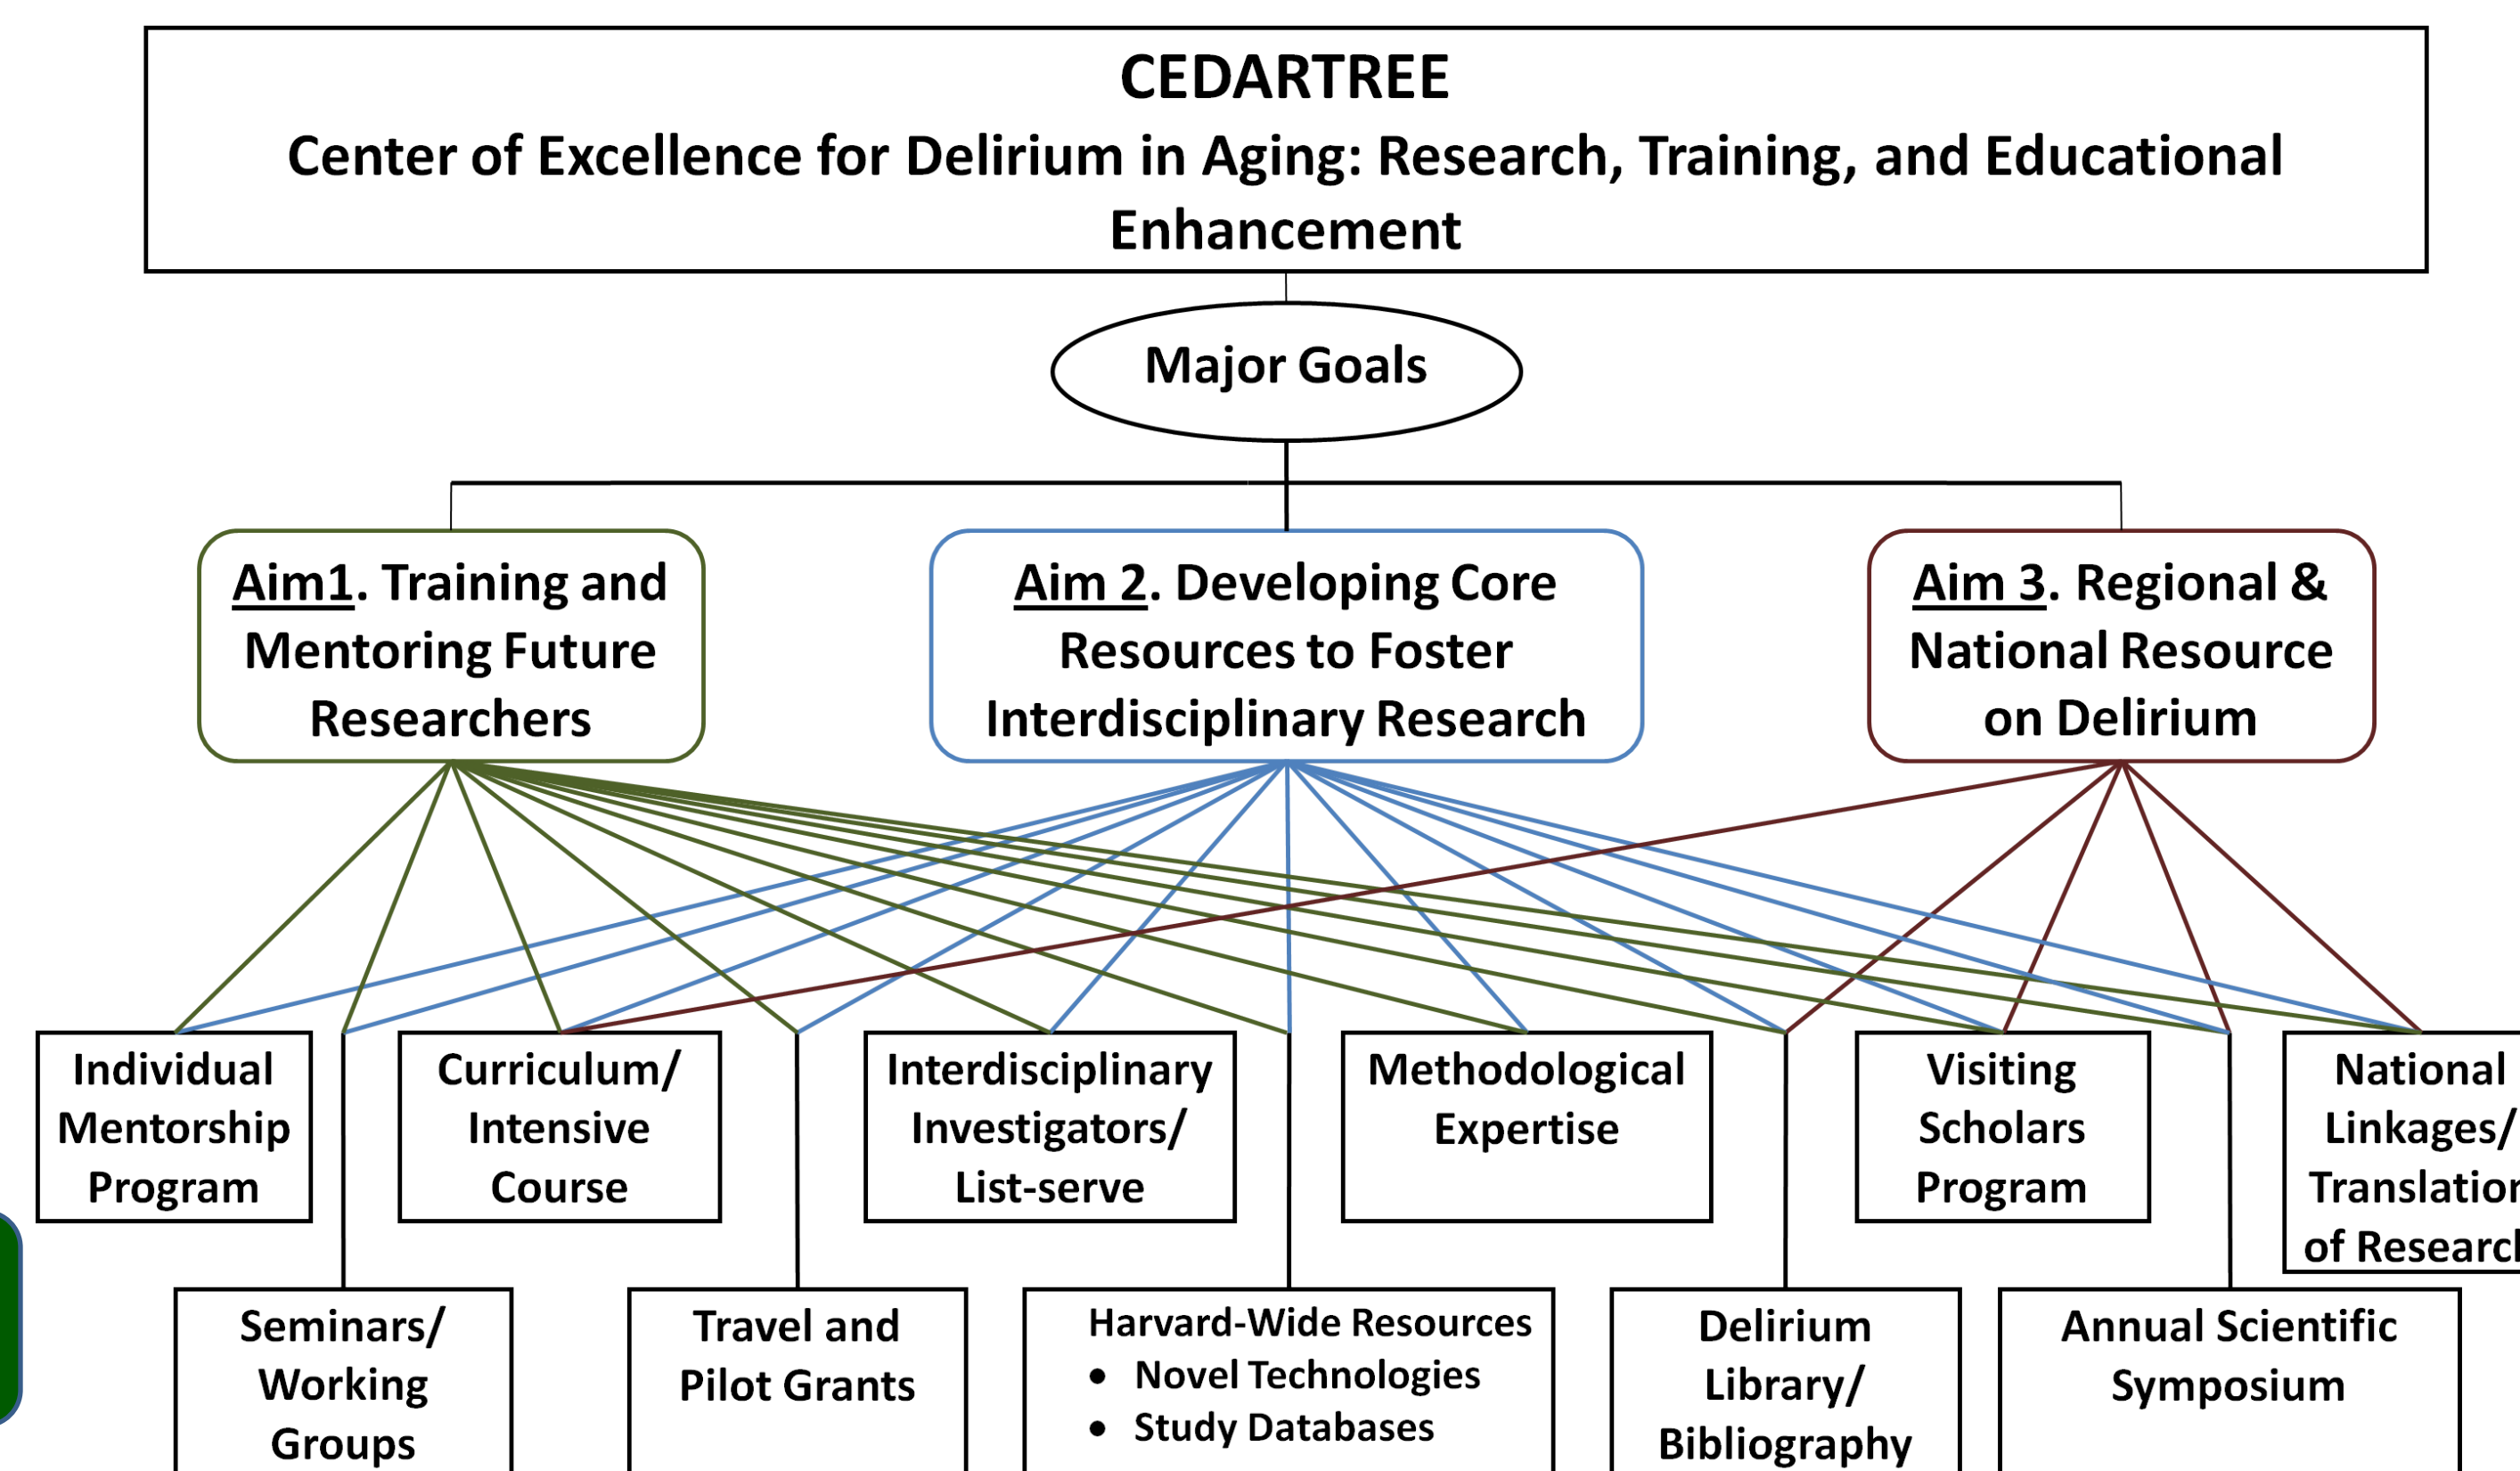 CEDARTREE
Center of Excellence for Delirium in Aging: Research, Training, and Educational
Enhancement
Major Goals
Aim1. Training and
Mentoring Future
Researchers
Aim 2. Developing Core
Resources to Foster
Interdisciplinary Research
Aim 3. Regional &
National Resource
on Delirium
Individual
Mentorship
Program
Curriculum/
Intensive
Course
Interdisciplinary
Investigators/
List-serve
Methodological
Expertise
Visiting
Scholars
Program
National
Linkages/
Translation
of Research
Seminars/
Working
Groups
Travel and
Pilot Grants
Harvard-Wide Resources
• Novel Technologies
• Study Databases
Delirium
Library/
Bibliography
Annual Scientific
Symposium